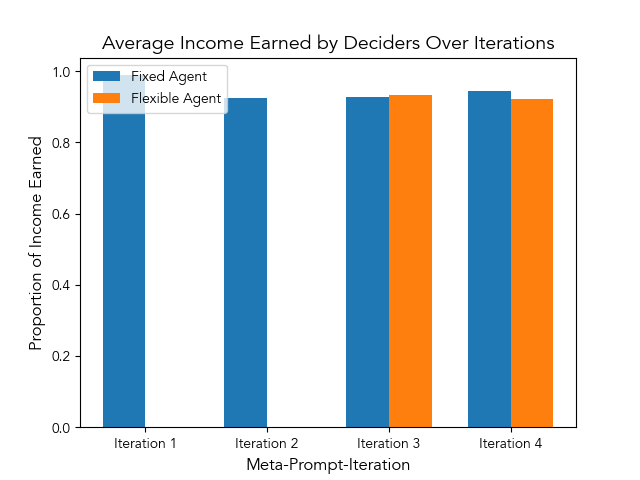 Average Income Earned by Deciders Over Iterations
Fixed Agent
Flexible Agent
Proportion of Income Earned
1.0
0.8
0.6
0.4
0.2
0.0
Iteration 1
Iteration 2
Iteration 3
Iteration 4
Meta-Prompt-Iteration